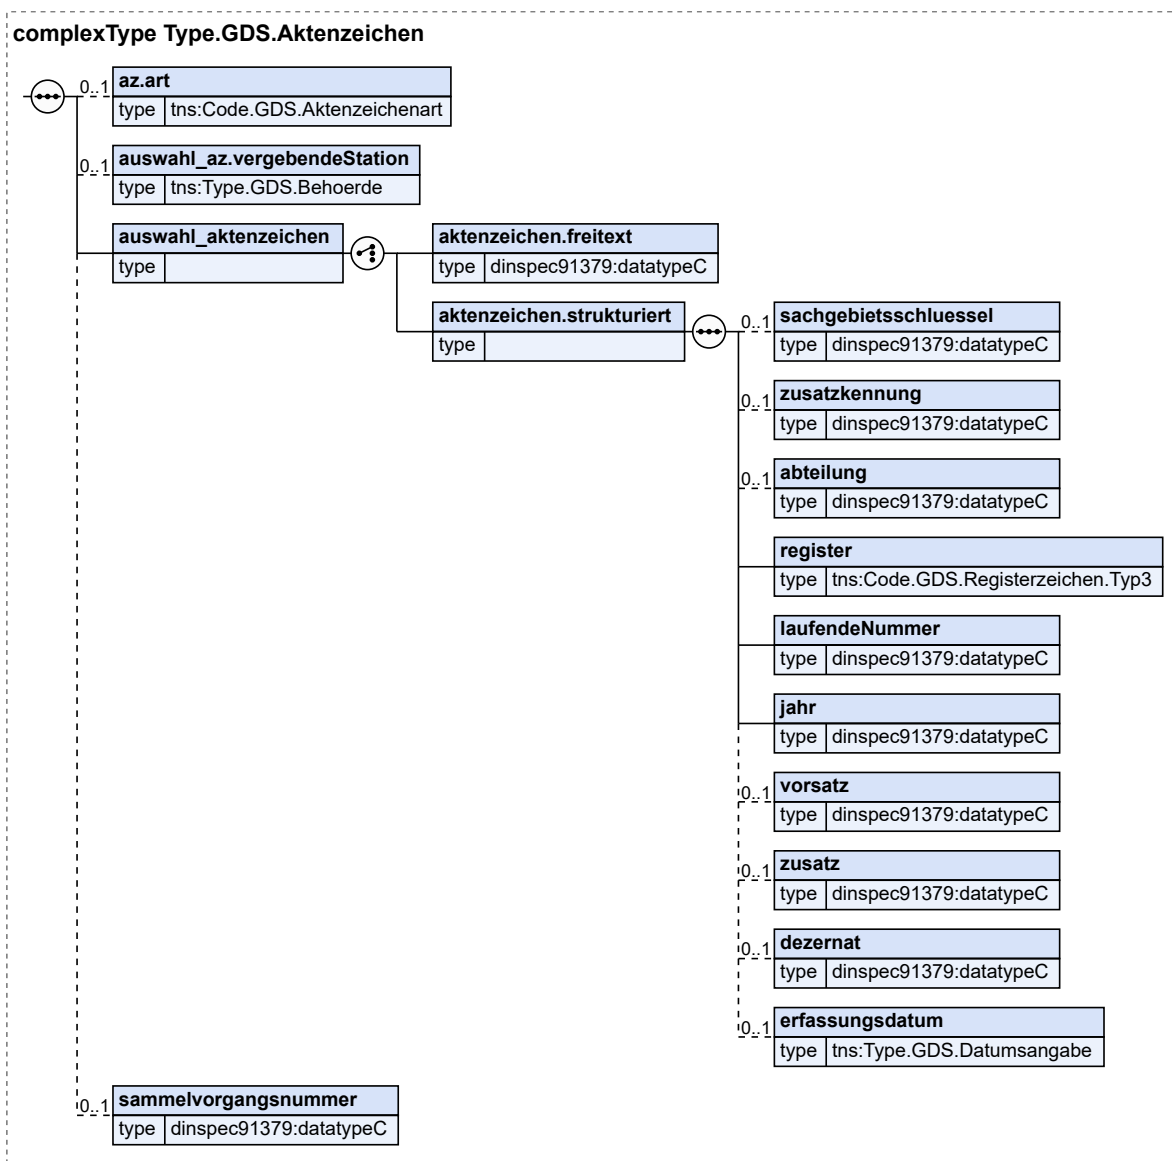 complexType Type.GDS.Aktenzeichen
0..1 az.art
type tns:Code.GDS.Aktenzeichenart
0..1 auswahl_az.vergebendeStation
type tns:Type.GDS.Behoerde
auswahl_aktenzeichen
type
aktenzeichen.freitext
type dinspec91379:datatypeC
aktenzeichen.strukturiert
type
0..1 sachgebietsschluessel
type dinspec91379:datatypeC
0..1 zusatzkennung
type dinspec91379:datatypeC
0..1 abteilung
type dinspec91379:datatypeC
register
type tns:Code.GDS.Registerzeichen.Typ3
laufendeNummer
type dinspec91379:datatypeC
jahr
type dinspec91379:datatypeC
0..1 vorsatz
type dinspec91379:datatypeC
0..1 zusatz
type dinspec91379:datatypeC
0..1 dezernat
type dinspec91379:datatypeC
0..1 erfassungsdatum
type tns:Type.GDS.Datumsangabe
0..1 sammelvorgangsnummer
type dinspec91379:datatypeC